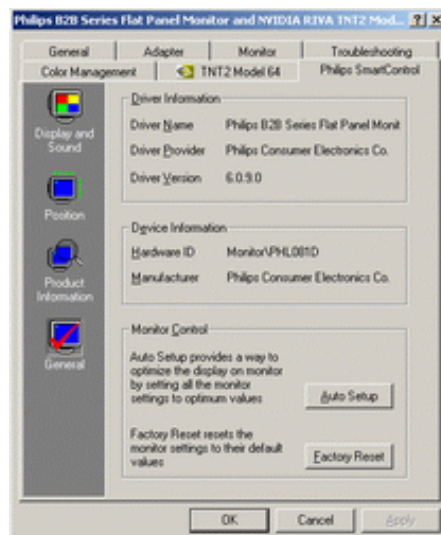 Philips B2B Series Flat Panel Monitor and NVIDIA RIVA TNT2 Mod... ? ×
General Adapter Monitor Troubleshooting
Color Management TNT2 Model 64 Philips SmartControl
Display and
Sound
Position
Product
Information
General
Driver Information
Driver Name Philips B2B Series Flat Panel Monit
Driver Provider Philips Consumer Electronics Co.
Driver Version 6.0.9.0
Device Information
Hardware ID Monitor\PHL081D
Manufacturer Philips Consumer Electronics Co.
Monitor Control
Auto Setup provides a way to
optimize the display on monitor
by setting all the monitor
settings to optimum values
Auto Setup
Factory Reset resets the
monitor settings to their default
values
Factory Reset
OK Cancel Apply